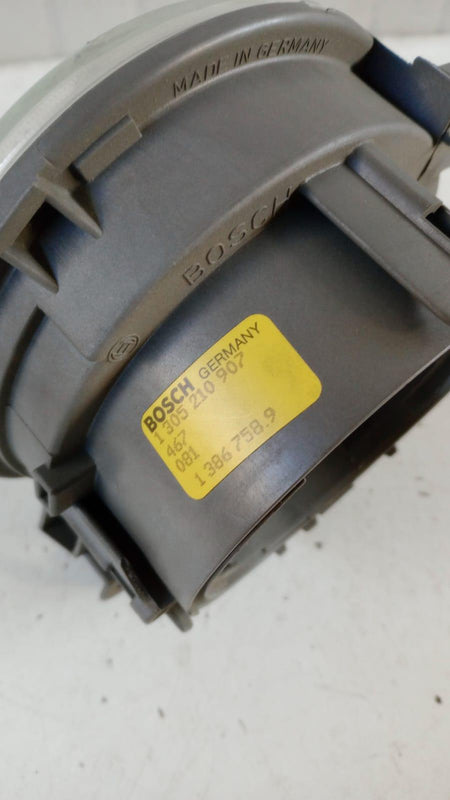 MADE IN GERMANY
BOSCH
BOSCH GERMANY
1 305 210 907
467
081
1 386 758.9